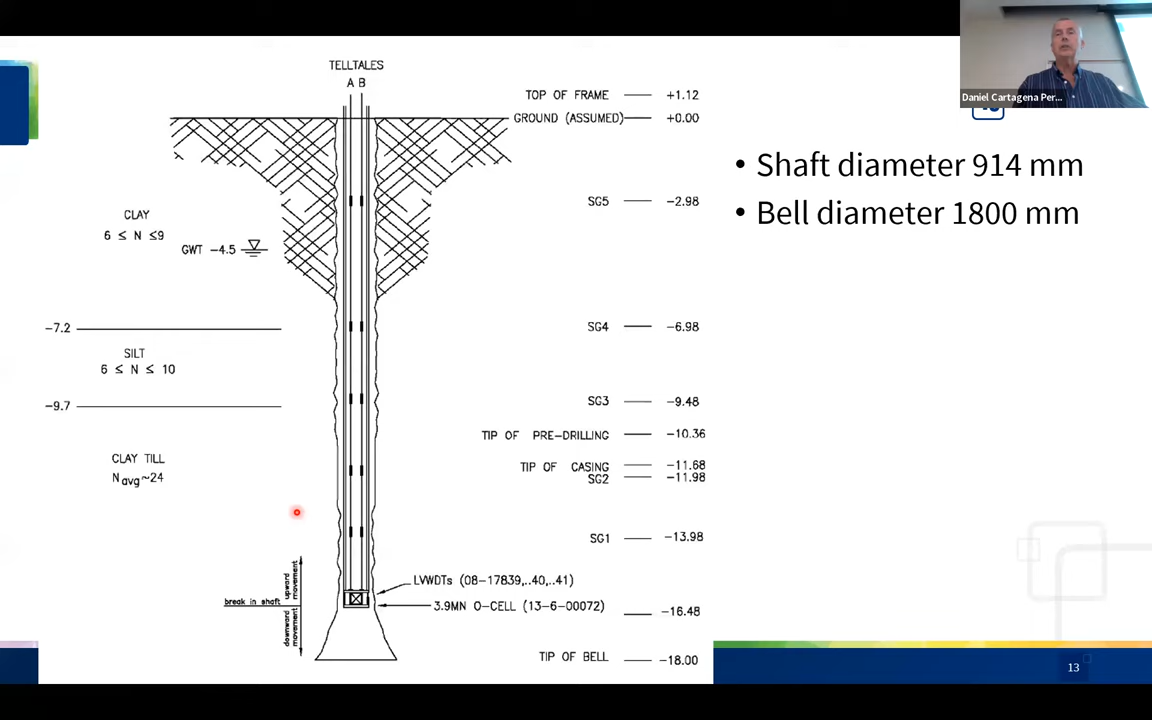 TELLTALES
A B
TOP OF FRAME +1.12
GROUND (ASSUMED) +0.00
CLAY
6 ≤ N ≤9
GWT -4.5
SG5 -2.98
-7.2
SG4 -6.98
SILT
6 ≤ N ≤ 10
-9.7
SG3 -9.48
TIP OF PRE-DRILLING -10.36
CLAY TILL
Navg~24
TIP OF CASING -11.68
SG2 -11.98
SG1 -13.98
upward movement
break in shaft
downward movement
LVWDTs (08-17839,..40,..41)
3.9MN O-CELL (13-6-00072) -16.48
TIP OF BELL -18.00
• Shaft diameter 914 mm
• Bell diameter 1800 mm
Daniel Cartagena Per...
13